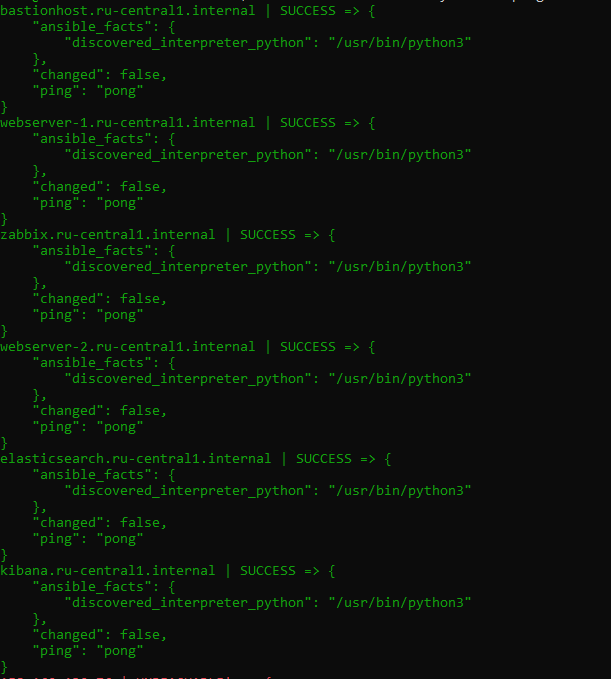 bastionhost.ru-central1.internal | SUCCESS => {
    "ansible_facts": {
        "discovered_interpreter_python": "/usr/bin/python3"
    },
    "changed": false,
    "ping": "pong"
}
webserver-1.ru-central1.internal | SUCCESS => {
    "ansible_facts": {
        "discovered_interpreter_python": "/usr/bin/python3"
    },
    "changed": false,
    "ping": "pong"
}
zabbix.ru-central1.internal | SUCCESS => {
    "ansible_facts": {
        "discovered_interpreter_python": "/usr/bin/python3"
    },
    "changed": false,
    "ping": "pong"
}
webserver-2.ru-central1.internal | SUCCESS => {
    "ansible_facts": {
        "discovered_interpreter_python": "/usr/bin/python3"
    },
    "changed": false,
    "ping": "pong"
}
elasticsearch.ru-central1.internal | SUCCESS => {
    "ansible_facts": {
        "discovered_interpreter_python": "/usr/bin/python3"
    },
    "changed": false,
    "ping": "pong"
}
kibana.ru-central1.internal | SUCCESS => {
    "ansible_facts": {
        "discovered_interpreter_python": "/usr/bin/python3"
    },
    "changed": false,
    "ping": "pong"
}